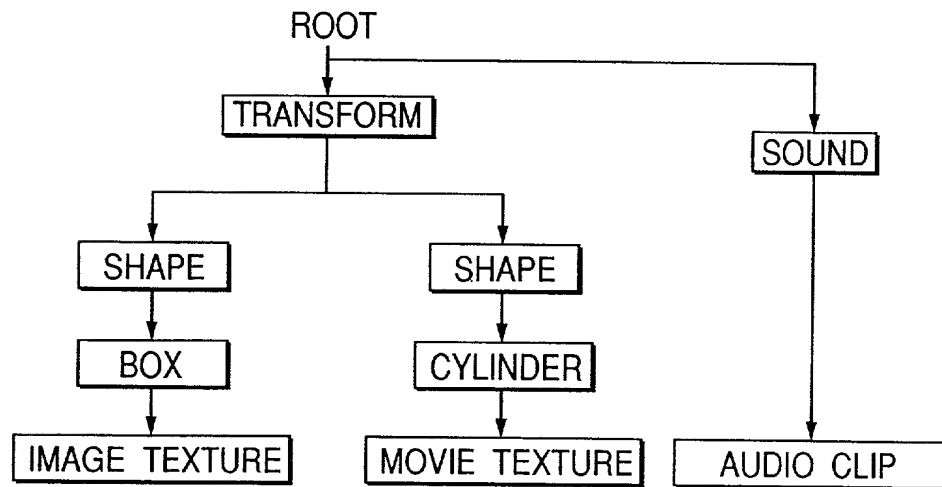 ROOT
TRANSFORM
SOUND
SHAPE
SHAPE
BOX
CYLINDER
IMAGE TEXTURE
MOVIE TEXTURE
AUDIO CLIP